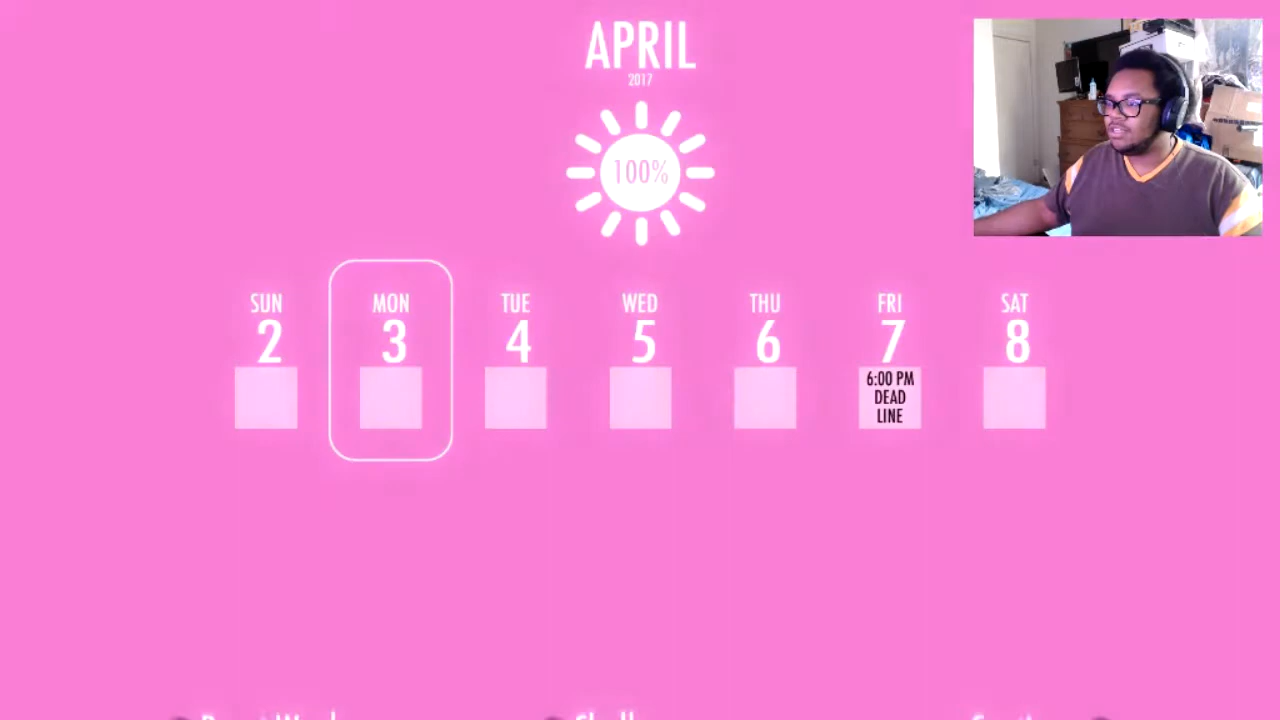 APRIL
2017
100%
SUN MON TUE WED THU FRI SAT
2 3 4 5 6 7 8
6:00 PM
DEAD
LINE